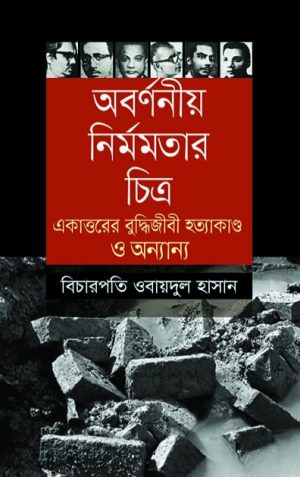 অবর্ণনীয়
নির্মমতার
চিত্র
একাত্তরের বুদ্ধিজীবী হত্যাকাণ্ড
ও অন্যান্য
বিচারপতি ওবায়দুল হাসান